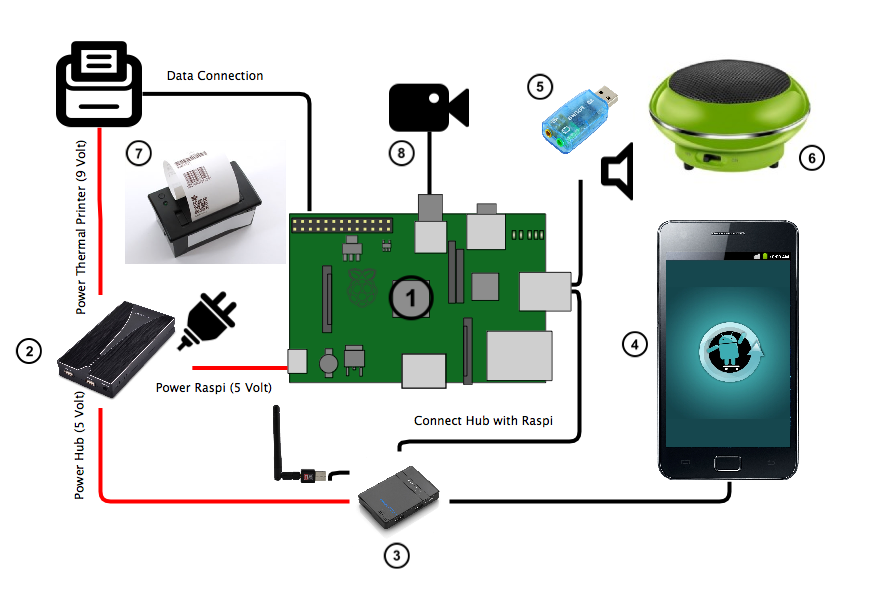 Data Connection
5
7
8
6
Power Thermal Printer (9 Volt)
1
4
2
Power Raspi (5 Volt)
Power Hub (5 Volt)
Connect Hub with Raspi
3